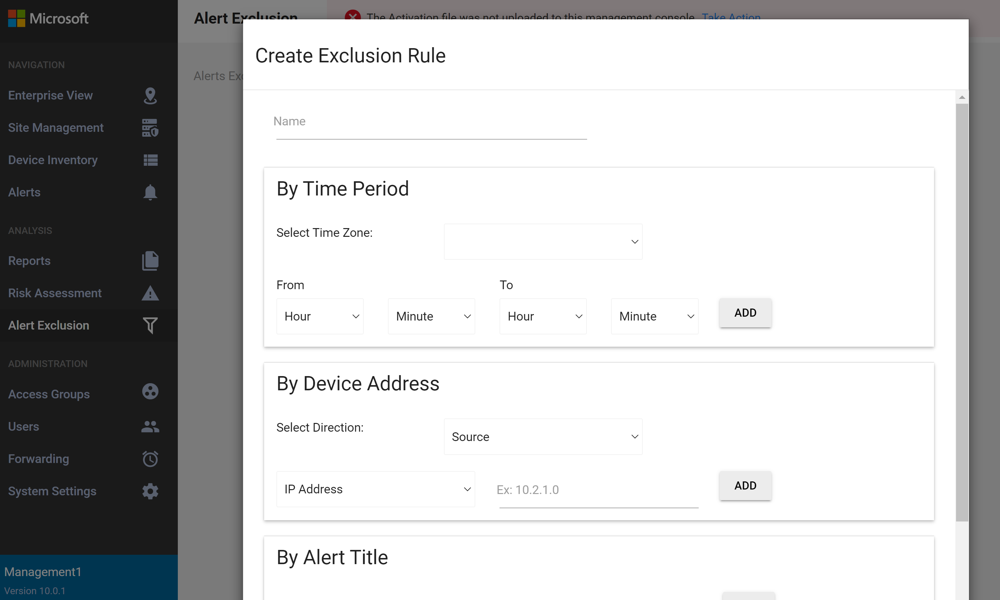 Microsoft
NAVIGATION
Enterprise View
Site Management
Device Inventory
Alerts
ANALYSIS
Reports
Risk Assessment
Alert Exclusion
ADMINISTRATION
Access Groups
Users
Forwarding
System Settings
Management1
Version 10.0.1
Alert Exclusion
The Activation file was not uploaded to this management console. Take Action
Alerts
Create Exclusion Rule
Name
By Time Period
Select Time Zone:
From To
Hour Minute Hour Minute ADD
By Device Address
Select Direction: Source
IP Address Ex: 10.2.1.0 ADD
By Alert Title